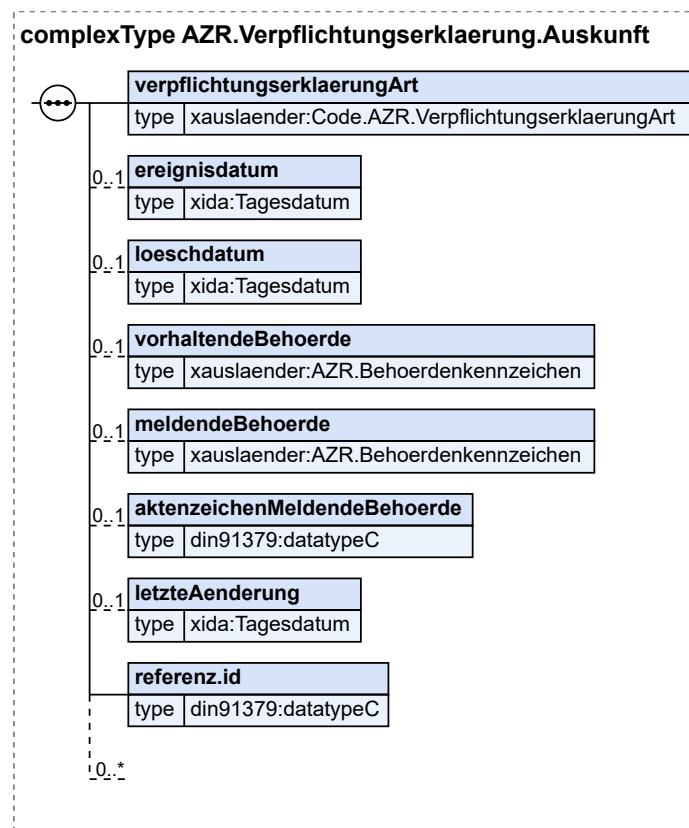 complexType AZR.Verpflichtungserklaerung.Auskunft
verpflichtungserklaerungArt
type xauslaender:Code.AZR.VerpflichtungserklaerungArt
0..1 ereignisdatum
type xida:Tagesdatum
0..1 loeschdatum
type xida:Tagesdatum
0..1 vorhaltendeBehoerde
type xauslaender:AZR.Behoerdenkennzeichen
0..1 meldendeBehoerde
type xauslaender:AZR.Behoerdenkennzeichen
0..1 aktenzeichenMeldendeBehoerde
type din91379:datatypeC
0..1 letzteAenderung
type xida:Tagesdatum
referenz.id
type din91379:datatypeC
0..*